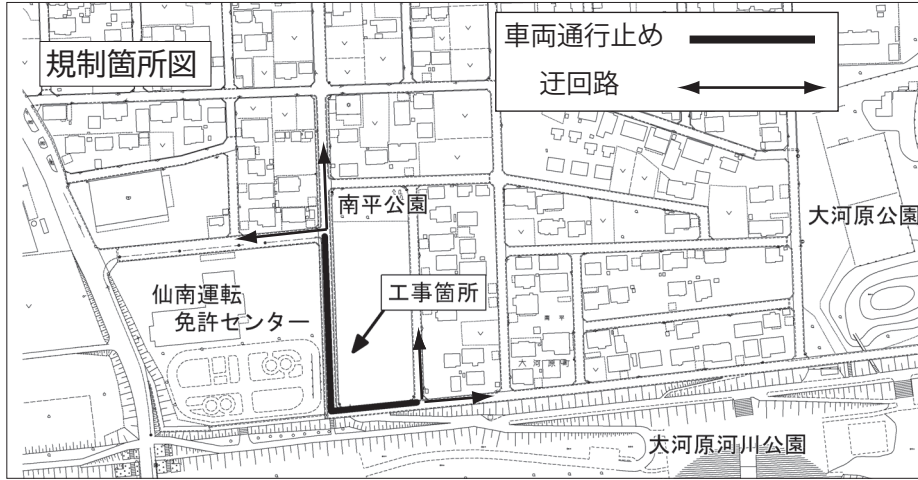 規制箇所図
車両通行止め
迂回路
南平公園
大河原公園
仙南運転
免許センター
工事箇所
南平
大河原町
大河原河川公園